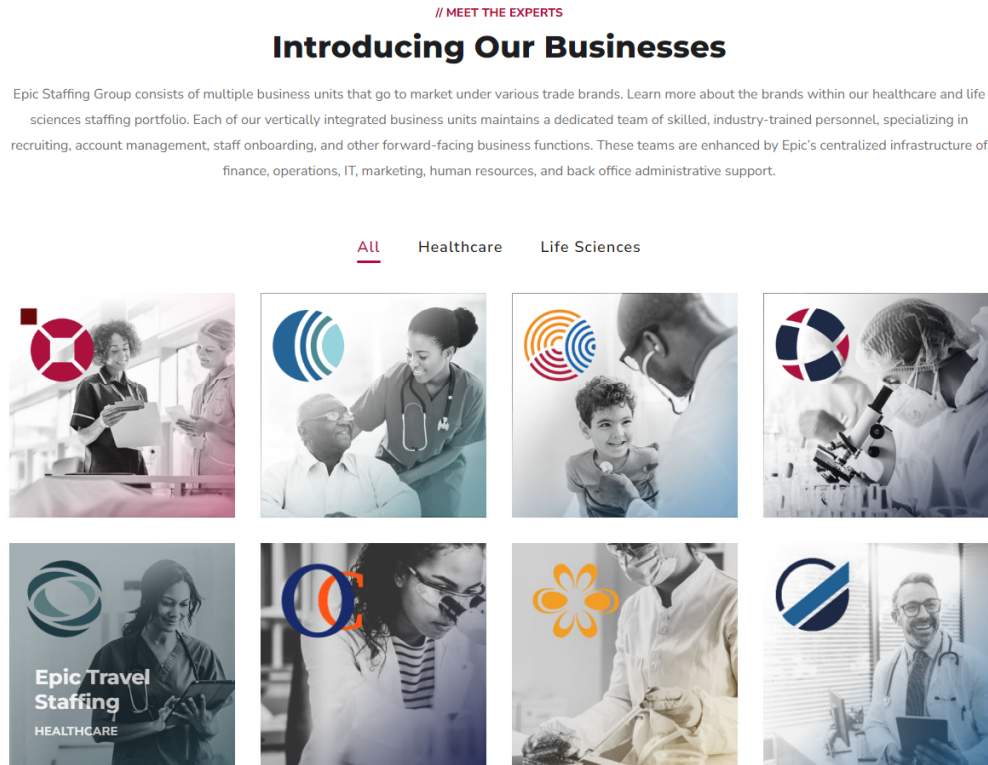 // MEET THE EXPERTS
Introducing Our Businesses
Epic Staffing Group consists of multiple business units that go to market under various trade brands. Learn more about the brands within our healthcare and life
sciences staffing portfolio. Each of our vertically integrated business units maintains a dedicated team of skilled, industry-trained personnel, specializing in
recruiting, account management, staff onboarding, and other forward-facing business functions. These teams are enhanced by Epic's centralized infrastructure of
finance, operations, IT, marketing, human resources, and back office administrative support.
All Healthcare Life Sciences
OC
Epic Travel
Staffing
HEALTHCARE